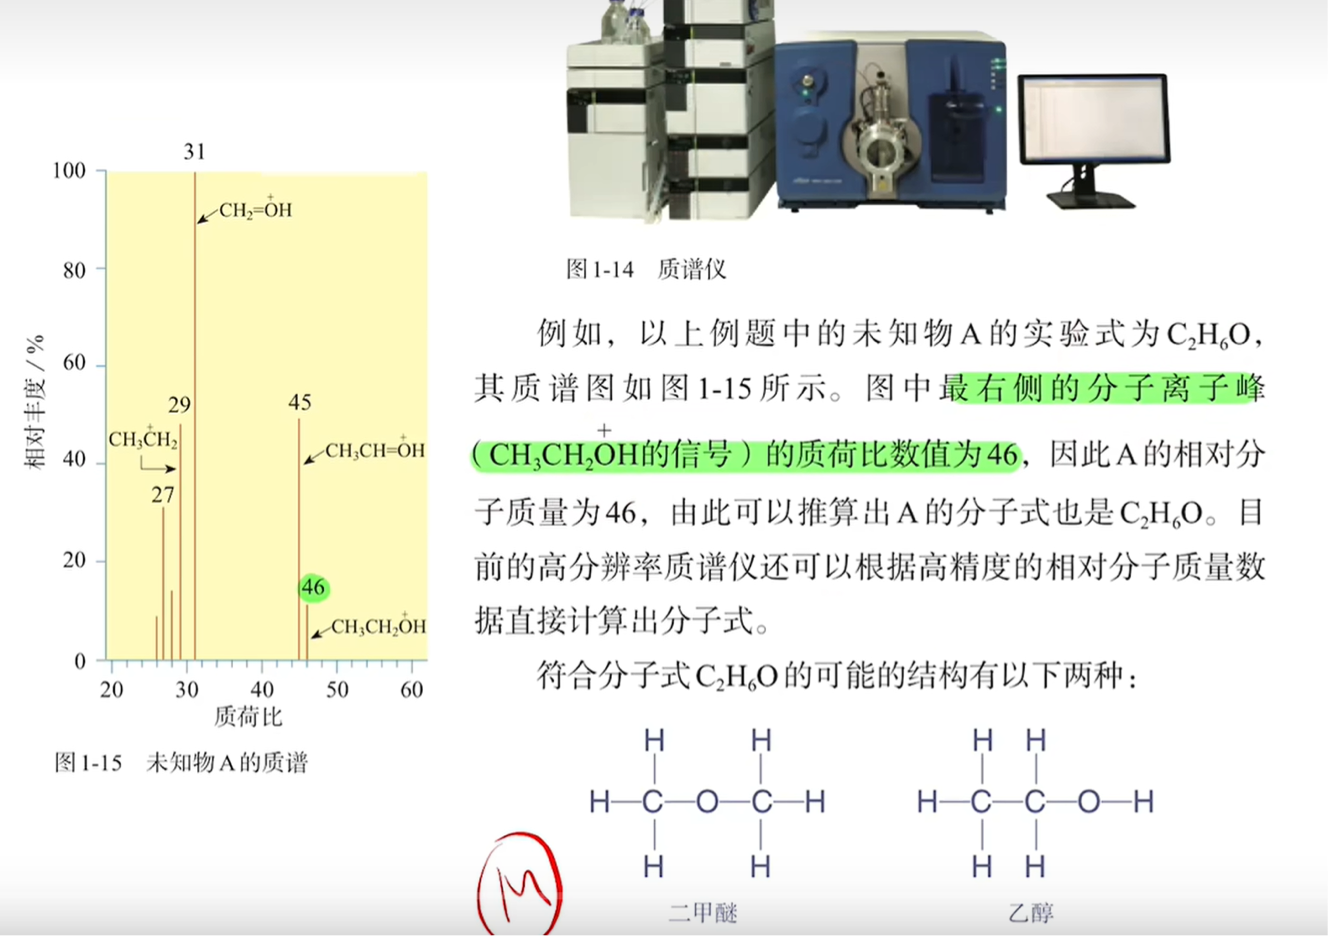 100
80
60
40
20
0
相对丰度/%
31
CH₂=ÖH
29
45
CH₃CH₂
+
CH₃CH=OH
+
27
46
CH₃CH₂OH
+
20 30 40 50 60
质荷比
图1-15 未知物A的质谱
图1-14 质谱仪
例如，以上例题中的未知物A的实验式为C₂H₆O，
其质谱图如图1-15所示。图中最右侧的分子离子峰
+
（CH₃CH₂OH的信号）的质荷比数值为46，因此A的相对分
子质量为46，由此可以推算出A的分子式也是C₂H₆O。目
前的高分辨率质谱仪还可以根据高精度的相对分子质量数
据直接计算出分子式。
符合分子式C₂H₆O的可能的结构有以下两种：
H H H H
H—C—O—C—H H—C—C—O—H
H H H H
二甲醚 乙醇
M